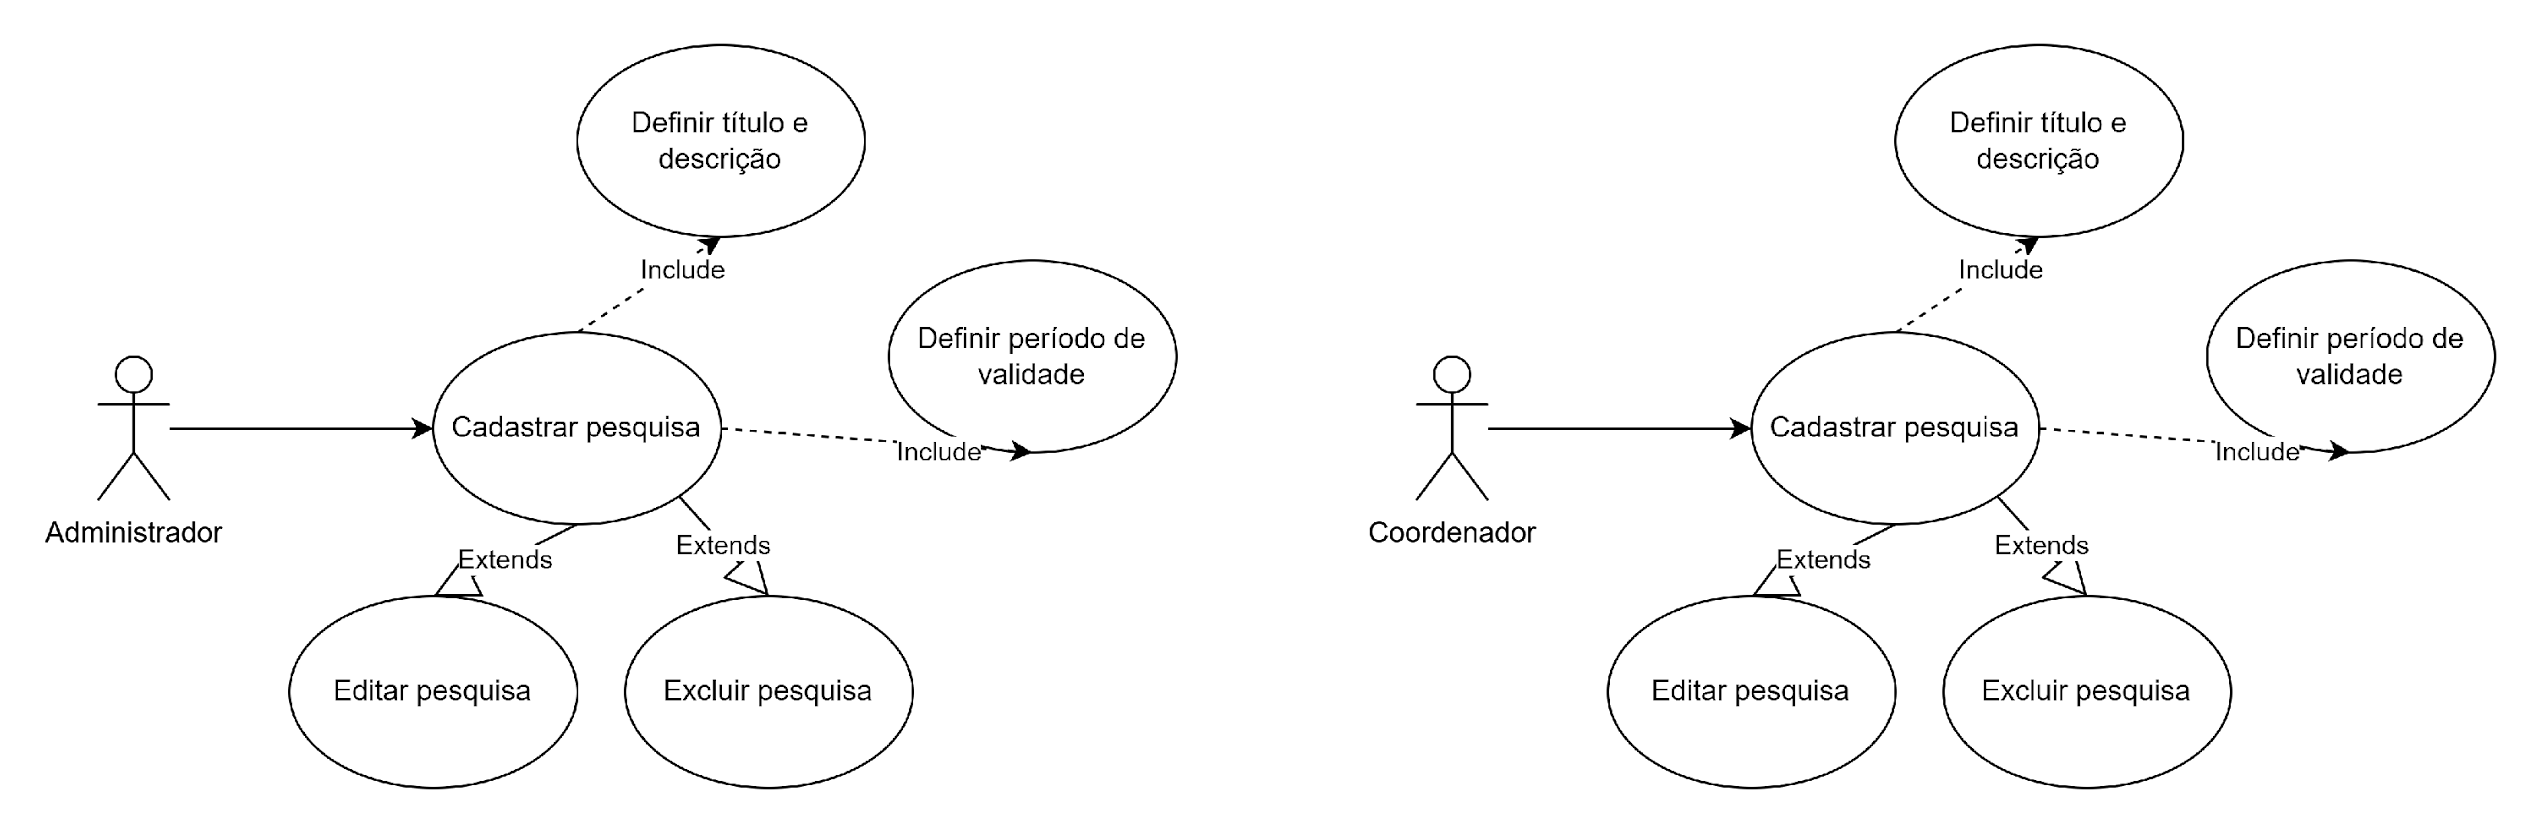 Definir título e
descrição
Include
Definir período de
validade
Cadastrar pesquisa
Include
Administrador
Extends
Extends
Editar pesquisa
Excluir pesquisa
Definir título e
descrição
Include
Definir período de
validade
Cadastrar pesquisa
Include
Coordenador
Extends
Extends
Editar pesquisa
Excluir pesquisa